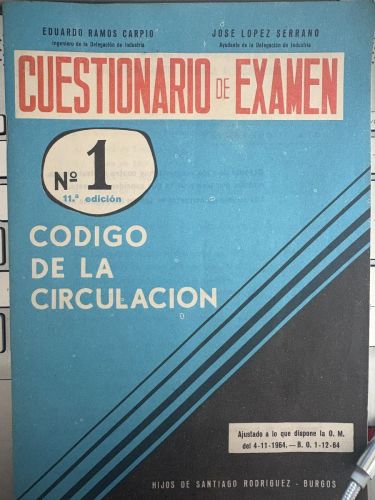 EDUARDO RAMOS CARPIO
Ingeniero de la Delegación de Industria
JOSE LOPEZ SERRANO
Ayudante de la Delegación de Industria
CUESTIONARIO DE EXAMEN
Nº 1
11.ª edición
CODIGO
DE LA
CIRCULACION
Ajustado a lo que dispone la O. M.
del 4-11-1964. — B. O. 1-12-64
HIJOS DE SANTIAGO RODRIGUEZ - BURGOS